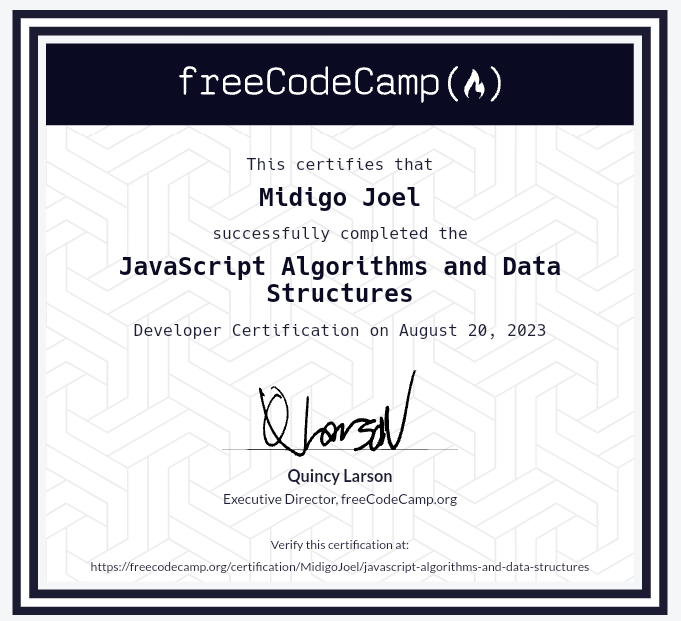 freeCodeCamp
This certifies that
Midigo Joel
successfully completed the
JavaScript Algorithms and Data
Structures
Developer Certification on August 20, 2023
Q Larson
Quincy Larson
Executive Director, freeCodeCamp.org
Verify this certification at:
https://freecodecamp.org/certification/MidigoJoel/javascript-algorithms-and-data-structures